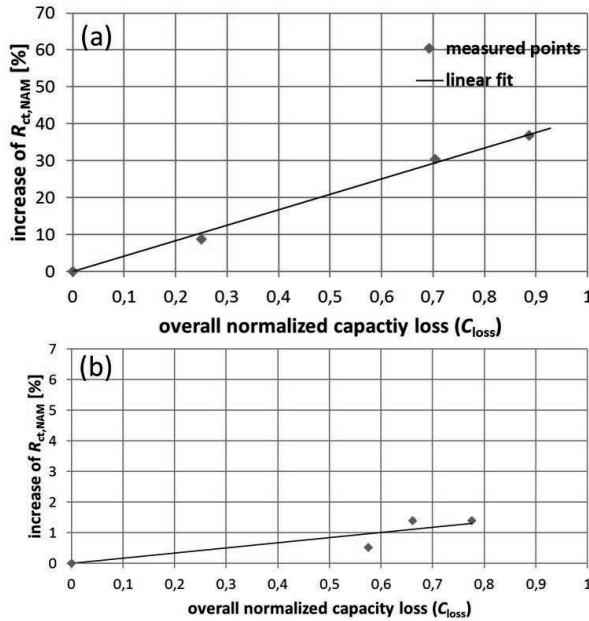 (a)
70
60
50
40
30
20
10
0
increase of Rct,NAM [%]
measured points
linear fit
0 0,1 0,2 0,3 0,4 0,5 0,6 0,7 0,8 0,9 1
overall normalized capactiy loss (Closs)
(b)
7
6
5
4
3
2
1
0
increase of Rct,NAM [%]
0 0,1 0,2 0,3 0,4 0,5 0,6 0,7 0,8 0,9 1
overall normalized capacity loss (Closs)